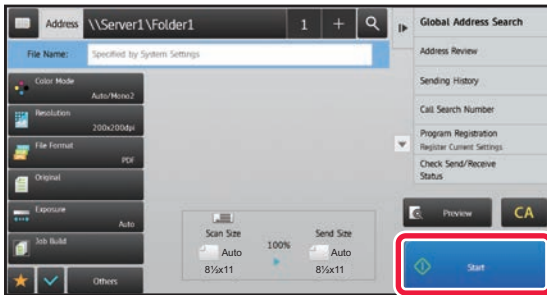 Address \\Server1\Folder1 1 +
File Name: Specified by System Settings
Color Mode
Auto/Mono2
Resolution
200x200dpi
File Format
PDF
Original
Exposure
Auto
Job Build
Others
Scan Size
Auto
8½x11
100%
Send Size
Auto
8½x11
Global Address Search
Address Review
Sending History
Call Search Number
Program Registration
Register Current Settings
Check Send/Receive
Status
Preview
CA
Start